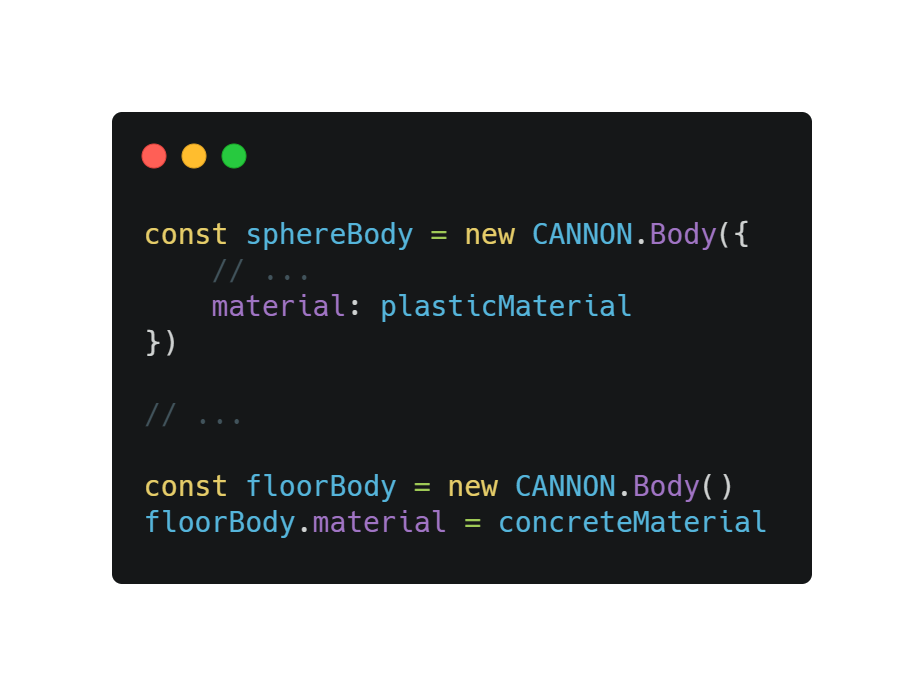 const sphereBody = new CANNON.Body({
    // ...
    material: plasticMaterial
})

// ...

const floorBody = new CANNON.Body()
floorBody.material = concreteMaterial